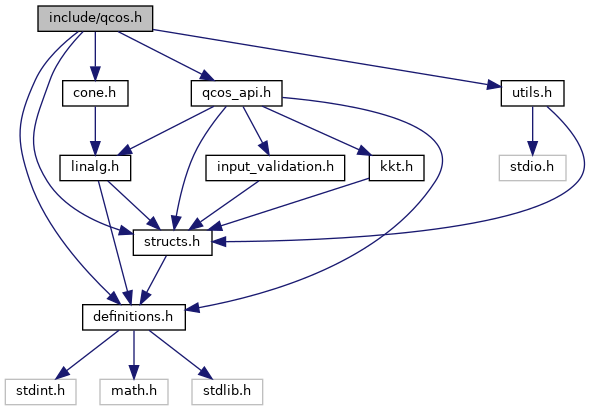 include/qcos.h
cone.h
qcos_api.h
utils.h
linalg.h
input_validation.h
kkt.h
stdio.h
structs.h
definitions.h
stdint.h
math.h
stdlib.h